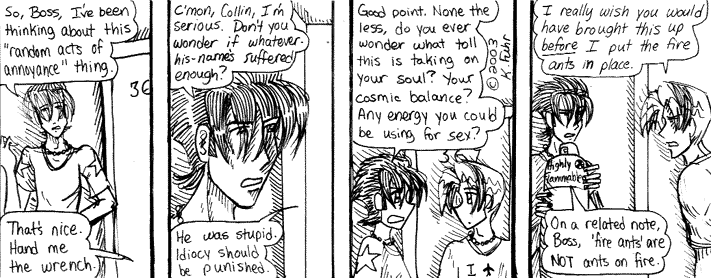 So, Boss, I've been
thinking about this
"random acts of
annoyance" thing.
36
That's nice.
Hand me
the wrench.
C'mon, Collin, I'm
serious. Don't you
wonder if whatever-
his-name's suffered
enough?
He was stupid.
Idiocy should
be punished.
Good point. None the
less, do you ever
wonder what toll
this is taking on
your soul? Your
cosmic balance?
Any energy you could
be using for sex?
© 2003
K. Fuhr
I
I really wish you would
have brought this up
before I put the fire
ants in place.
Highly
Flammable
On a related note,
Boss, 'fire ants' are
NOT ants on fire.